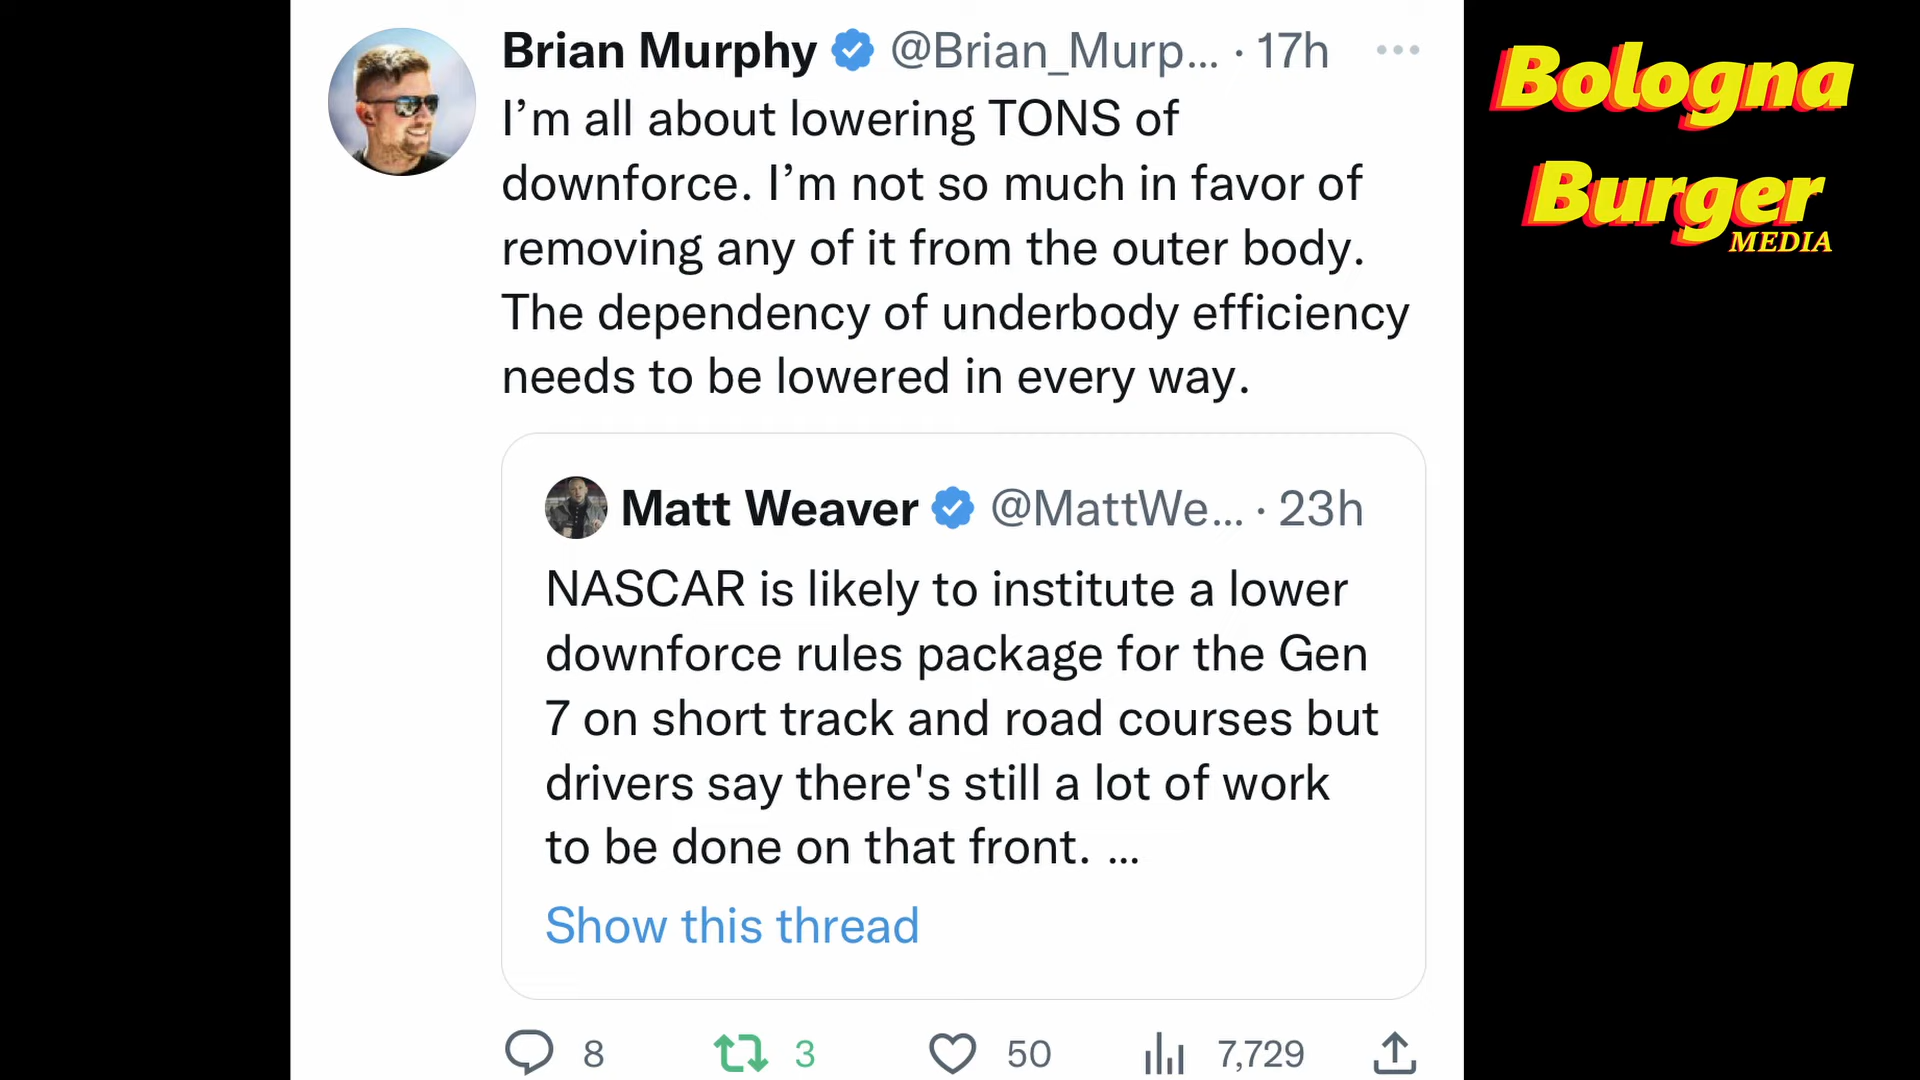 Brian Murphy @Brian_Murp... · 17h
I’m all about lowering TONS of
downforce. I’m not so much in favor of
removing any of it from the outer body.
The dependency of underbody efficiency
needs to be lowered in every way.
Matt Weaver @MattWe... · 23h
NASCAR is likely to institute a lower
downforce rules package for the Gen
7 on short track and road courses but
drivers say there's still a lot of work
to be done on that front. ...
Show this thread
8 3 50 7,729
Bologna
Burger
MEDIA